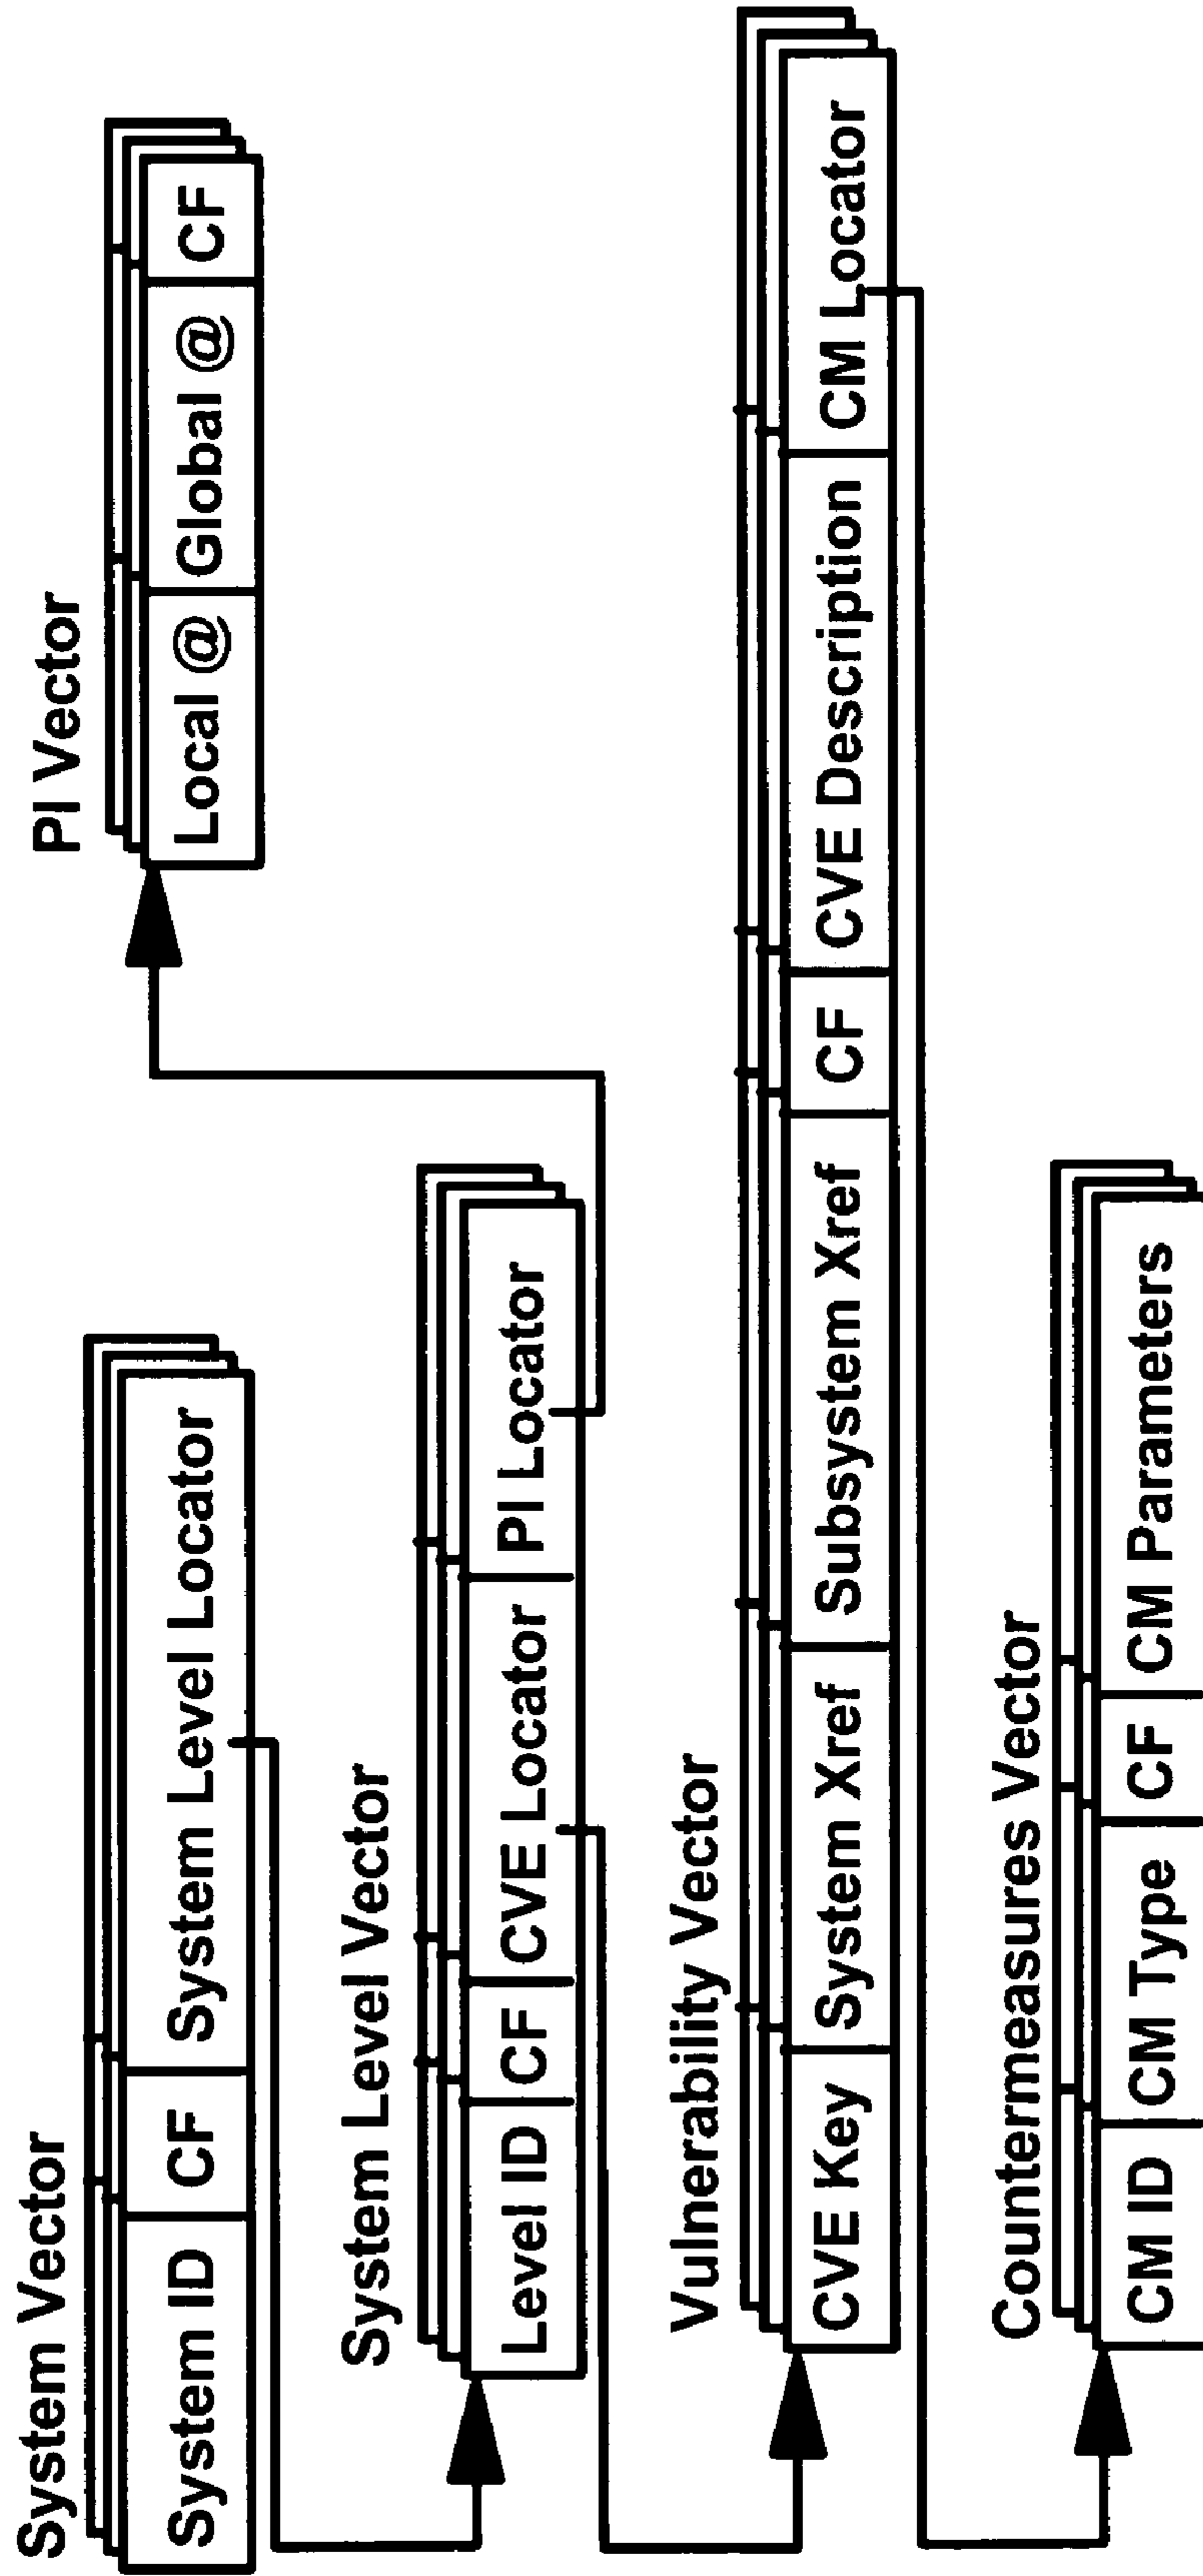 System Vector
System ID CF System Level Locator
PI Vector
Local @ Global @ CF
System Level Vector
Level ID CF CVE Locator PI Locator
Vulnerability Vector
CVE Key System Xref Subsystem Xref CF CVE Description CM Locator
Countermeasures Vector
CM ID CM Type CF CM Parameters